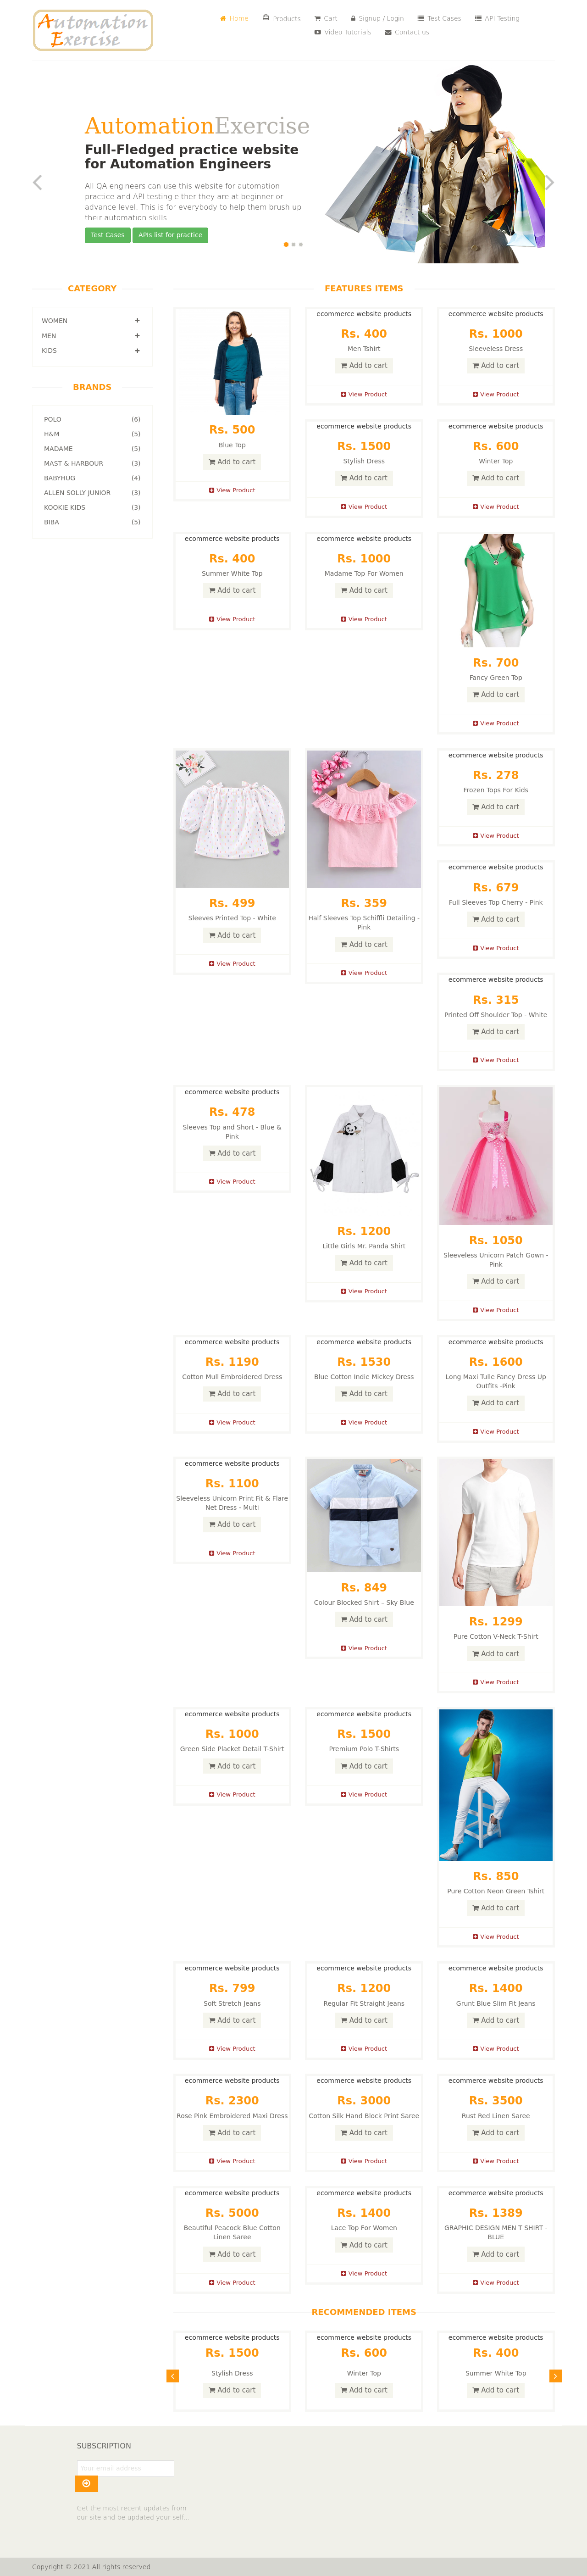 Automation
Exercise
Home
Products
Cart
Signup / Login
Test Cases
API Testing
Video Tutorials
Contact us
AutomationExercise
Full-Fledged practice website
for Automation Engineers
All QA engineers can use this website for automation
practice and API testing either they are at beginner or
advance level. This is for everybody to help them brush up
their automation skills.
Test Cases
APIs list for practice
CATEGORY
WOMEN
MEN
KIDS
BRANDS
POLO (6)
H&M (5)
MADAME (5)
MAST & HARBOUR (3)
BABYHUG (4)
ALLEN SOLLY JUNIOR (3)
KOOKIE KIDS (3)
BIBA (5)
FEATURES ITEMS
Rs. 500
Blue Top
Add to cart
View Product
ecommerce website products
Rs. 400
Men Tshirt
Add to cart
View Product
ecommerce website products
Rs. 1000
Sleeveless Dress
Add to cart
View Product
ecommerce website products
Rs. 1500
Stylish Dress
Add to cart
View Product
ecommerce website products
Rs. 600
Winter Top
Add to cart
View Product
ecommerce website products
Rs. 400
Summer White Top
Add to cart
View Product
ecommerce website products
Rs. 1000
Madame Top For Women
Add to cart
View Product
Rs. 700
Fancy Green Top
Add to cart
View Product
Rs. 499
Sleeves Printed Top - White
Add to cart
View Product
Rs. 359
Half Sleeves Top Schiffli Detailing -
Pink
Add to cart
View Product
ecommerce website products
Rs. 278
Frozen Tops For Kids
Add to cart
View Product
ecommerce website products
Rs. 679
Full Sleeves Top Cherry - Pink
Add to cart
View Product
ecommerce website products
Rs. 315
Printed Off Shoulder Top - White
Add to cart
View Product
ecommerce website products
Rs. 478
Sleeves Top and Short - Blue &
Pink
Add to cart
View Product
Rs. 1200
Little Girls Mr. Panda Shirt
Add to cart
View Product
Rs. 1050
Sleeveless Unicorn Patch Gown -
Pink
Add to cart
View Product
ecommerce website products
Rs. 1190
Cotton Mull Embroidered Dress
Add to cart
View Product
ecommerce website products
Rs. 1530
Blue Cotton Indie Mickey Dress
Add to cart
View Product
ecommerce website products
Rs. 1600
Long Maxi Tulle Fancy Dress Up
Outfits -Pink
Add to cart
View Product
ecommerce website products
Rs. 1100
Sleeveless Unicorn Print Fit & Flare
Net Dress - Multi
Add to cart
View Product
Rs. 849
Colour Blocked Shirt – Sky Blue
Add to cart
View Product
Rs. 1299
Pure Cotton V-Neck T-Shirt
Add to cart
View Product
ecommerce website products
Rs. 1000
Green Side Placket Detail T-Shirt
Add to cart
View Product
ecommerce website products
Rs. 1500
Premium Polo T-Shirts
Add to cart
View Product
Rs. 850
Pure Cotton Neon Green Tshirt
Add to cart
View Product
ecommerce website products
Rs. 799
Soft Stretch Jeans
Add to cart
View Product
ecommerce website products
Rs. 1200
Regular Fit Straight Jeans
Add to cart
View Product
ecommerce website products
Rs. 1400
Grunt Blue Slim Fit Jeans
Add to cart
View Product
ecommerce website products
Rs. 2300
Rose Pink Embroidered Maxi Dress
Add to cart
View Product
ecommerce website products
Rs. 3000
Cotton Silk Hand Block Print Saree
Add to cart
View Product
ecommerce website products
Rs. 3500
Rust Red Linen Saree
Add to cart
View Product
ecommerce website products
Rs. 5000
Beautiful Peacock Blue Cotton
Linen Saree
Add to cart
View Product
ecommerce website products
Rs. 1400
Lace Top For Women
Add to cart
View Product
ecommerce website products
Rs. 1389
GRAPHIC DESIGN MEN T SHIRT -
BLUE
Add to cart
View Product
RECOMMENDED ITEMS
ecommerce website products
Rs. 1500
Stylish Dress
Add to cart
ecommerce website products
Rs. 600
Winter Top
Add to cart
ecommerce website products
Rs. 400
Summer White Top
Add to cart
SUBSCRIPTION
Your email address
Get the most recent updates from
our site and be updated your self...
Copyright © 2021 All rights reserved